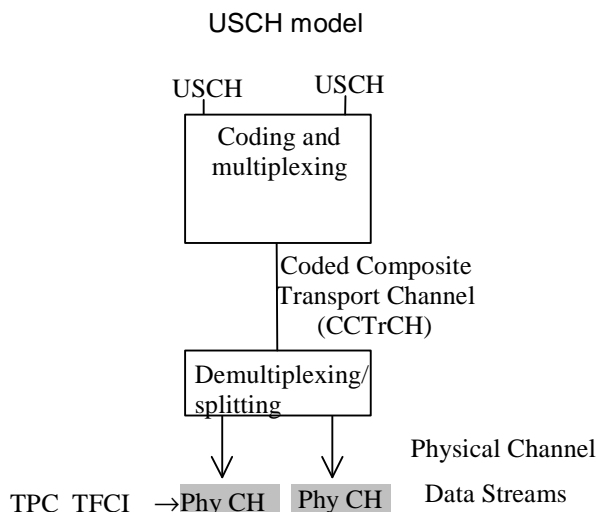 USCH model
USCH USCH
Coding and
multiplexing
Coded Composite
Transport Channel
(CCTrCH)
Demultiplexing/
splitting
Physical Channel
Data Streams
TPC TFCI →Phy CH Phy CH